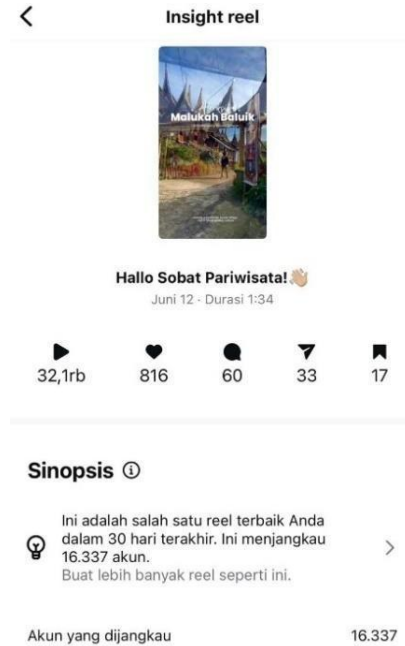 Insight reel
Malukah Baluik
Hallo Sobat Pariwisata!👋🏼
Juni 12 · Durasi 1:34
32,1rb 816 60 33 17
Sinopsis ⓘ
Ini adalah salah satu reel terbaik Anda
dalam 30 hari terakhir. Ini menjangkau
16.337 akun.
Buat lebih banyak reel seperti ini.
Akun yang dijangkau 16.337